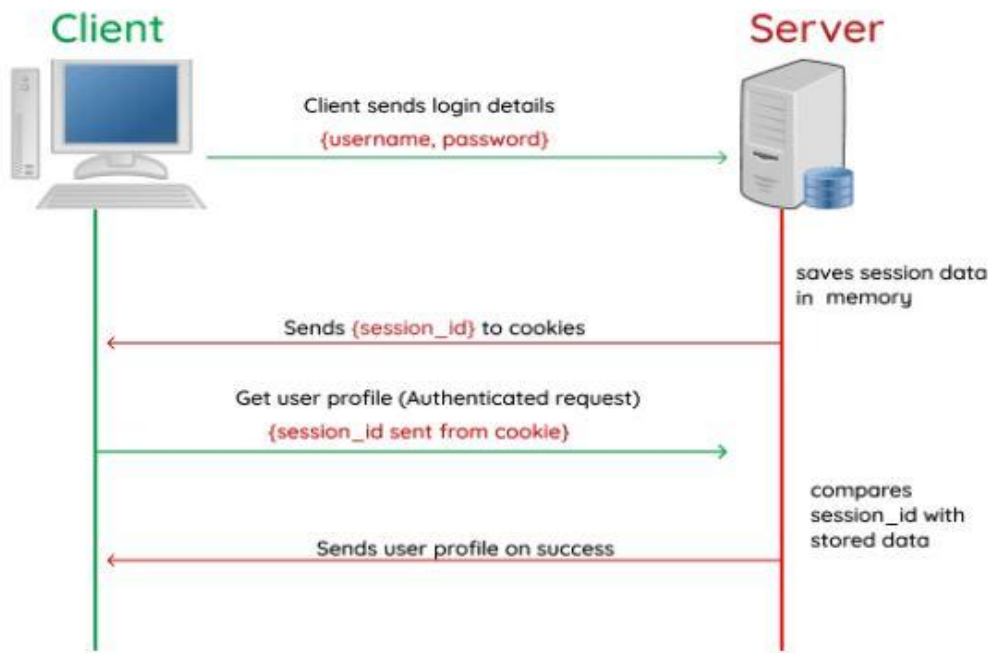 Client
Server
Client sends login details
{username, password}
saves session data
in memory
Sends {session_id} to cookies
Get user profile (Authenticated request)
{session_id sent from cookie}
compares
session_id with
stored data
Sends user profile on success